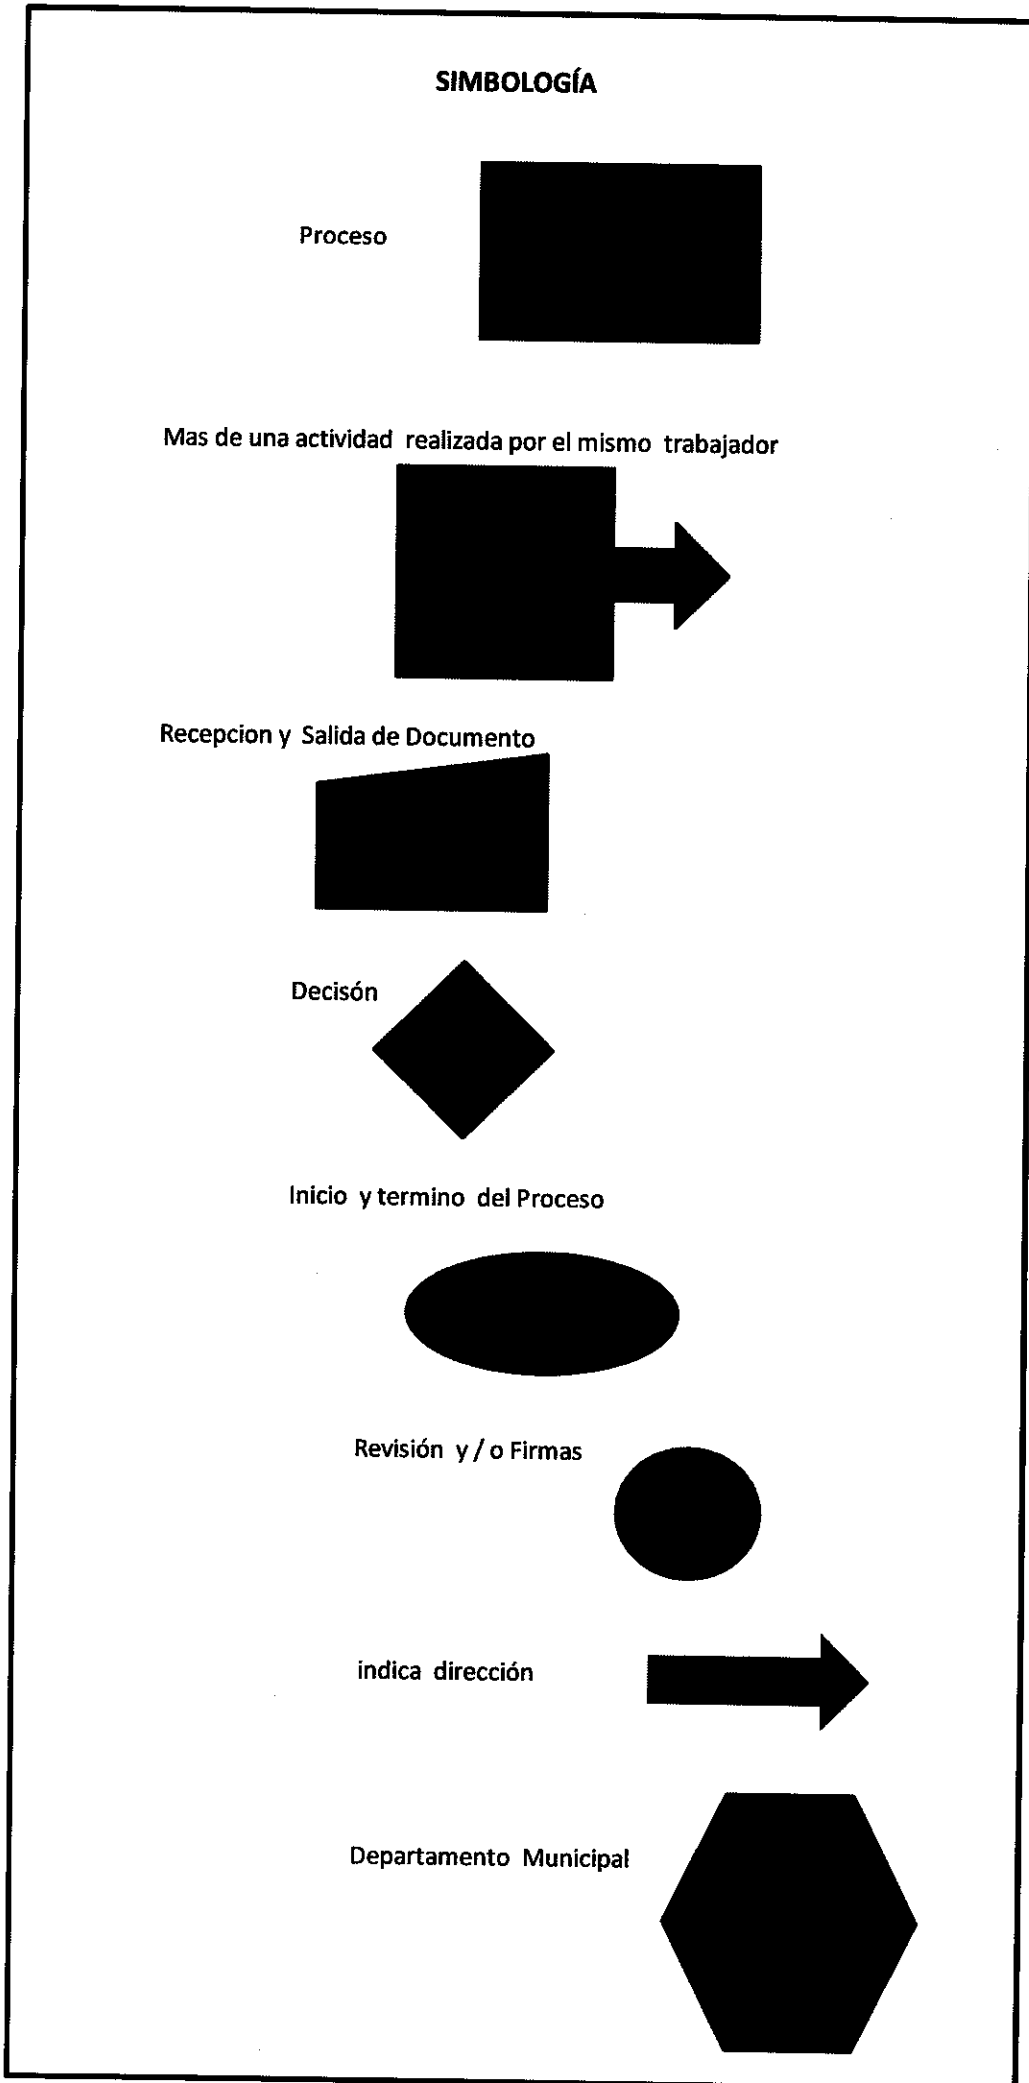 SIMBOLOGÍA
Proceso
Mas de una actividad realizada por el mismo trabajador
Recepcion y Salida de Documento
Decisón
Inicio y termino del Proceso
Revisión y / o Firmas
indica dirección
Departamento Municipal